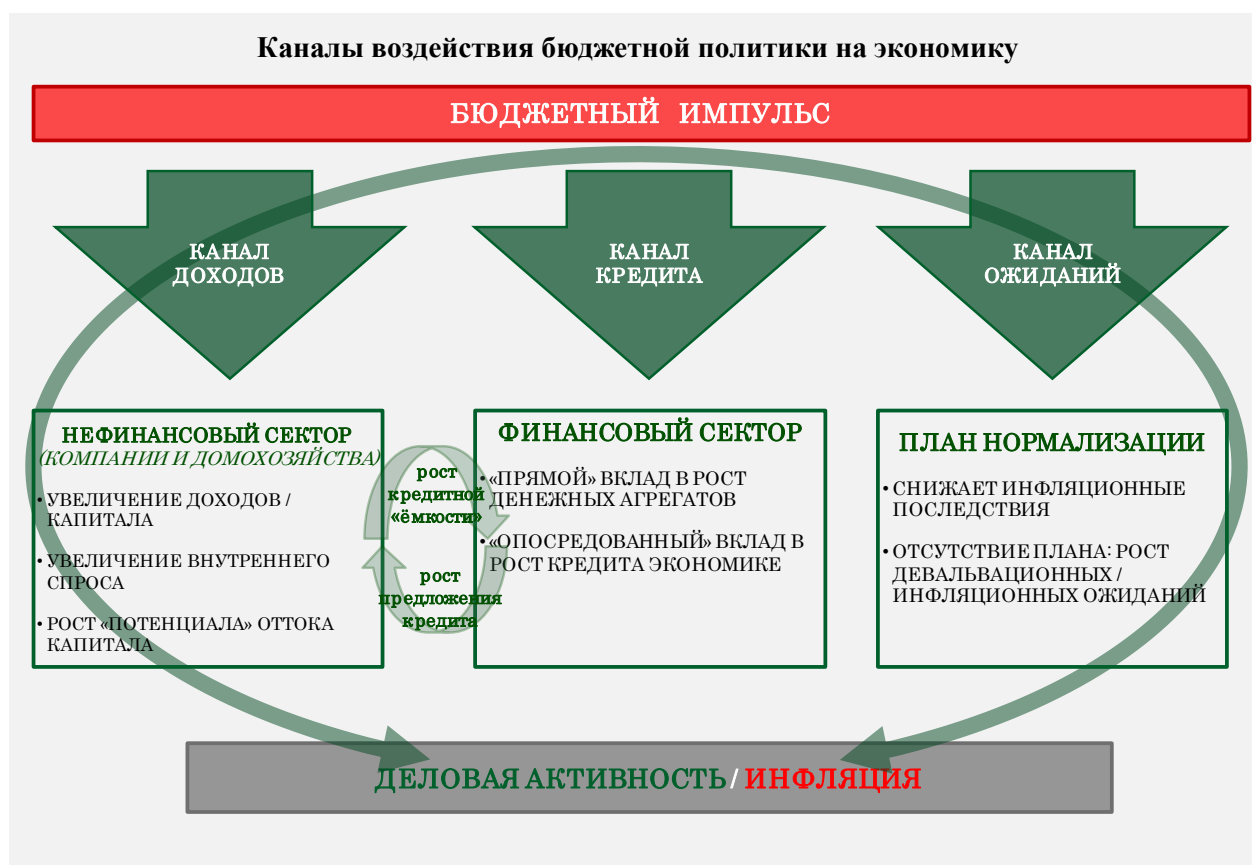 Каналы воздействия бюджетной политики на экономику
БЮДЖЕТНЫЙ ИМПУЛЬС
КАНАЛ
ДОХОДОВ
КАНАЛ
КРЕДИТА
КАНАЛ
ОЖИДАНИЙ
НЕФИНАНСОВЫЙ СЕКТОР
(КОМПАНИИ И ДОМОХОЗЯЙСТВА)
• УВЕЛИЧЕНИЕ ДОХОДОВ /
КАПИТАЛА
• УВЕЛИЧЕНИЕ ВНУТРЕННЕГО
СПРОСА
• РОСТ «ПОТЕНЦИАЛА» ОТТОКА
КАПИТАЛА
рост
кредитной
«ёмкости»
рост
предложения
кредита
ФИНАНСОВЫЙ СЕКТОР
• «ПРЯМОЙ» ВКЛАД В РОСТ
ДЕНЕЖНЫХ АГРЕГАТОВ
• «ОПОСРЕДОВАННЫЙ» ВКЛАД В
РОСТ КРЕДИТА ЭКОНОМИКЕ
ПЛАН НОРМАЛИЗАЦИИ
• СНИЖАЕТ ИНФЛЯЦИОННЫЕ
ПОСЛЕДСТВИЯ
• ОТСУТСТВИЕ ПЛАНА: РОСТ
ДЕВАЛЬВАЦИОННЫХ /
ИНФЛЯЦИОННЫХ ОЖИДАНИЙ
ДЕЛОВАЯ АКТИВНОСТЬ / ИНФЛЯЦИЯ